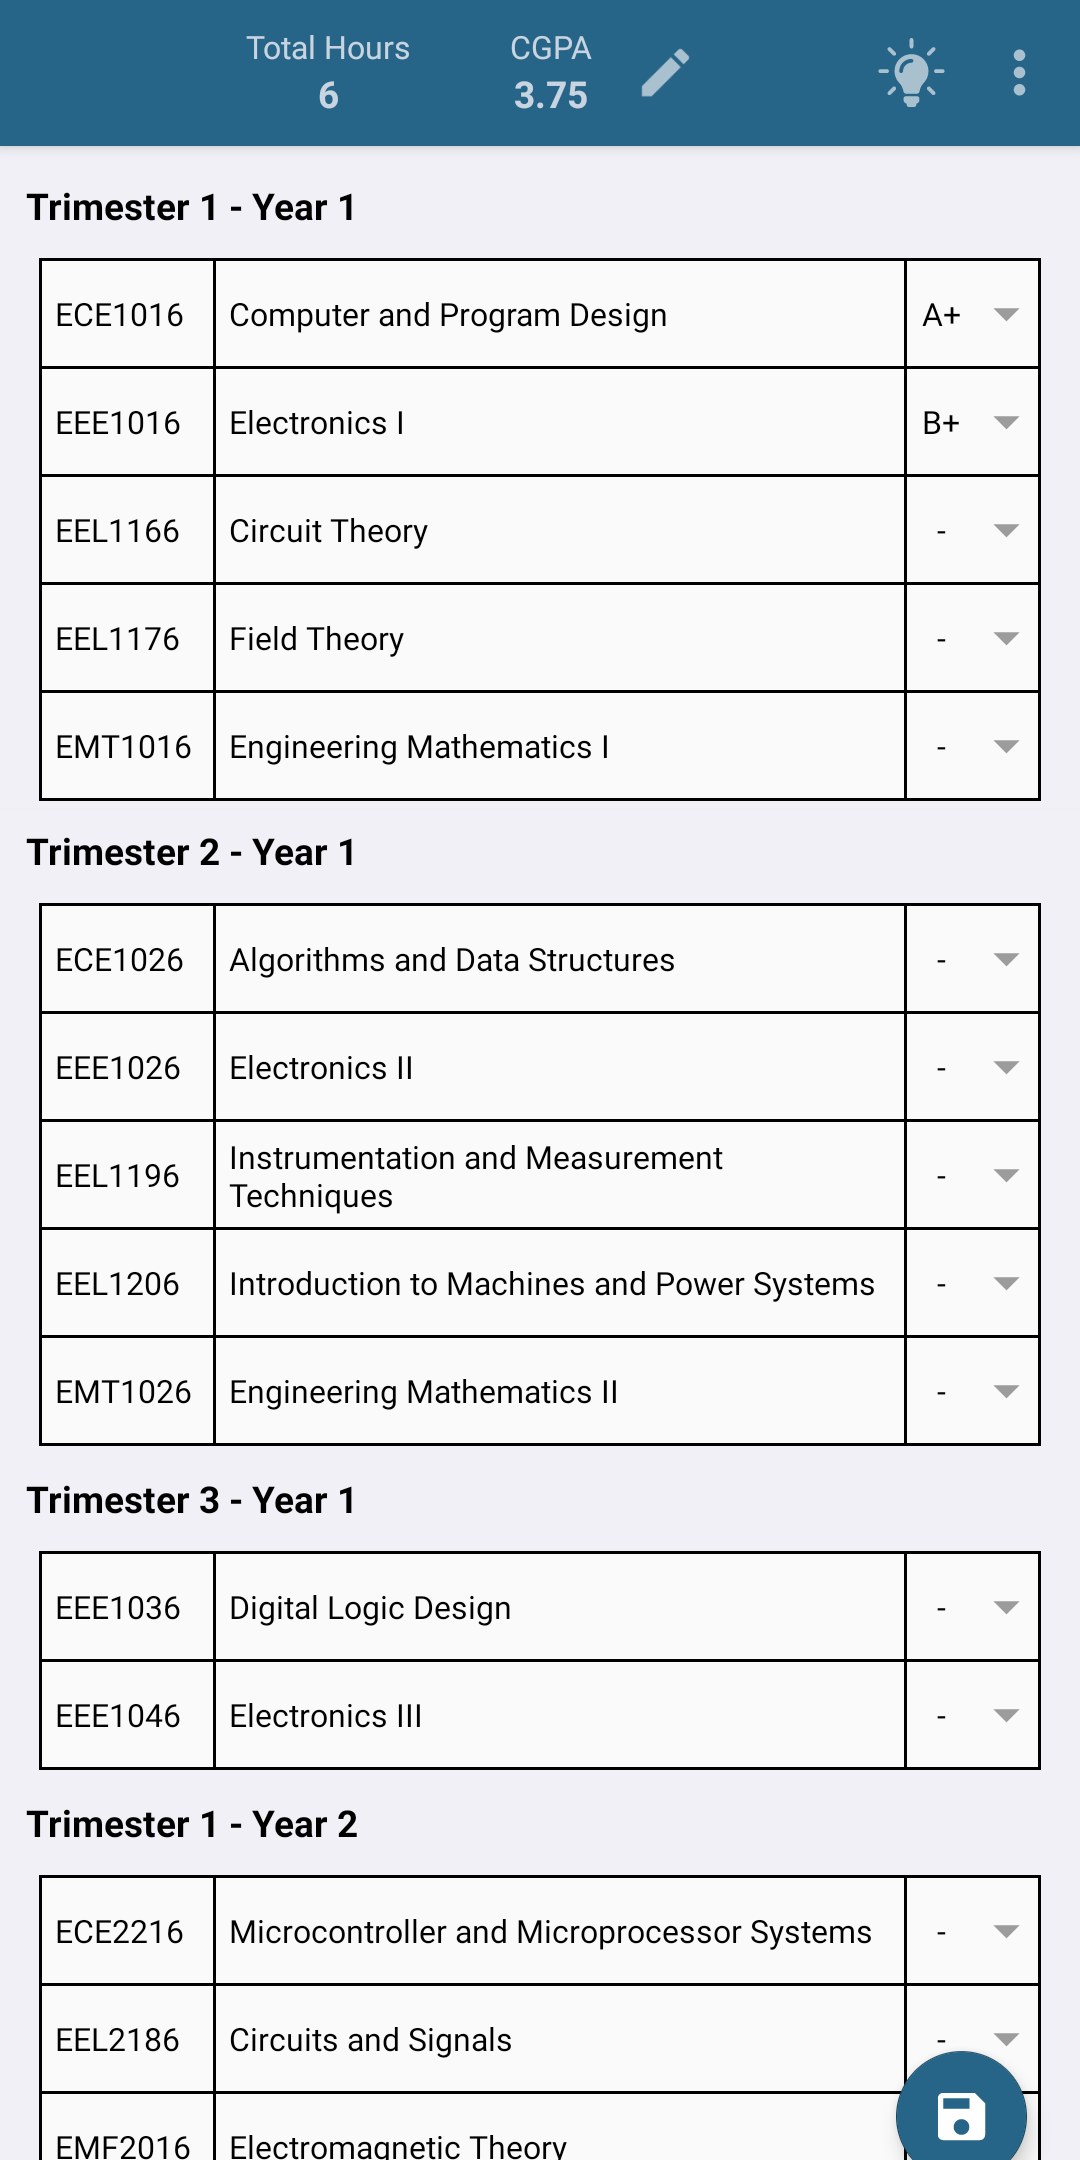 Total Hours
6
CGPA
3.75
Trimester 1 - Year 1
ECE1016 Computer and Program Design A+
EEE1016 Electronics I B+
EEL1166 Circuit Theory -
EEL1176 Field Theory -
EMT1016 Engineering Mathematics I -
Trimester 2 - Year 1
ECE1026 Algorithms and Data Structures -
EEE1026 Electronics II -
EEL1196 Instrumentation and Measurement
Techniques -
EEL1206 Introduction to Machines and Power Systems -
EMT1026 Engineering Mathematics II -
Trimester 3 - Year 1
EEE1036 Digital Logic Design -
EEE1046 Electronics III -
Trimester 1 - Year 2
ECE2216 Microcontroller and Microprocessor Systems -
EEL2186 Circuits and Signals -
EMF2016 Electromagnetic Theory